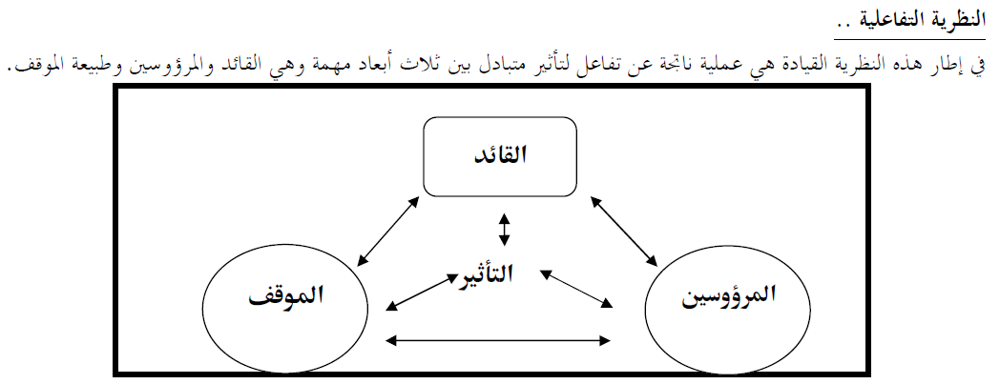 النظرية التفاعلية ..
في إطار هذه النظرية القيادة هي عملية ناتجة عن تفاعل لتأثير متبادل بين ثلاث أبعاد مهمة وهي القائد والمرؤوسين وطبيعة الموقف.
القائد
التأثير
المرؤوسين
الموقف